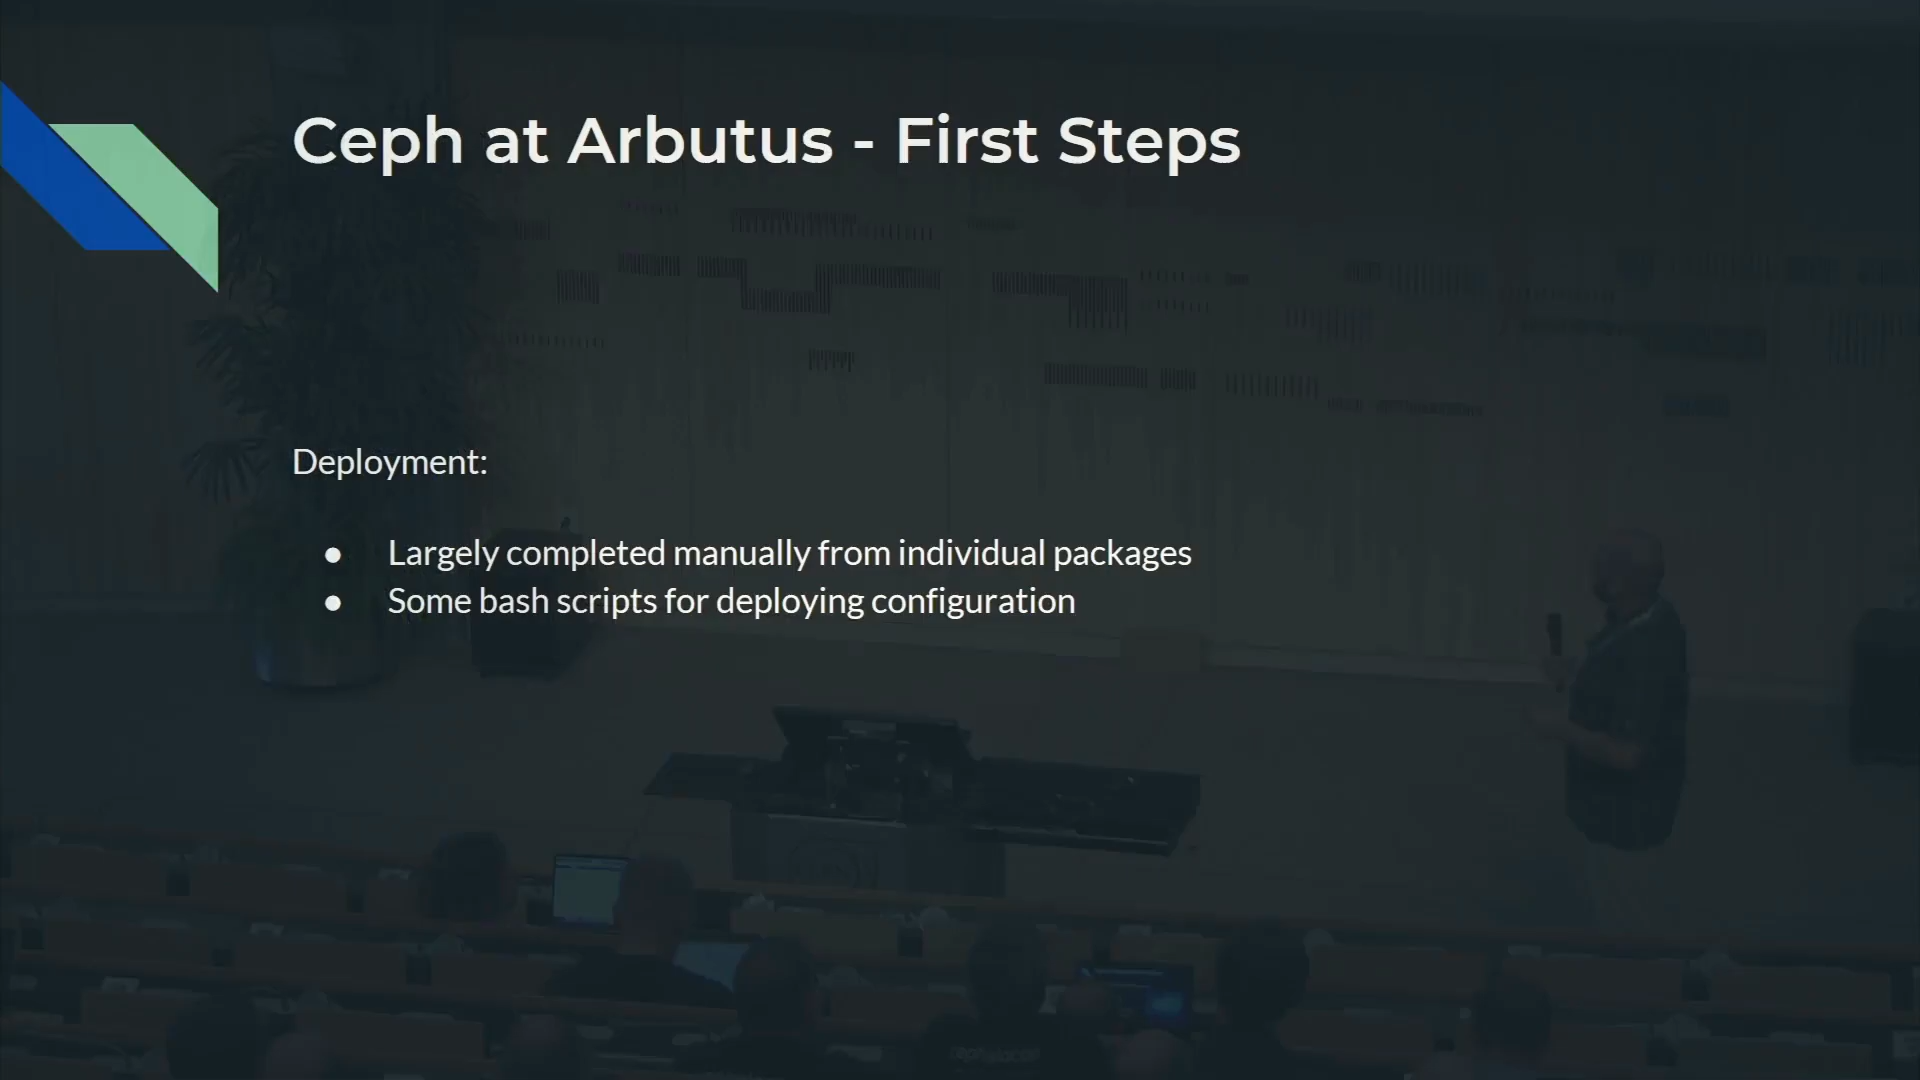 Ceph at Arbutus - First Steps
Deployment:
● Largely completed manually from individual packages
● Some bash scripts for deploying configuration